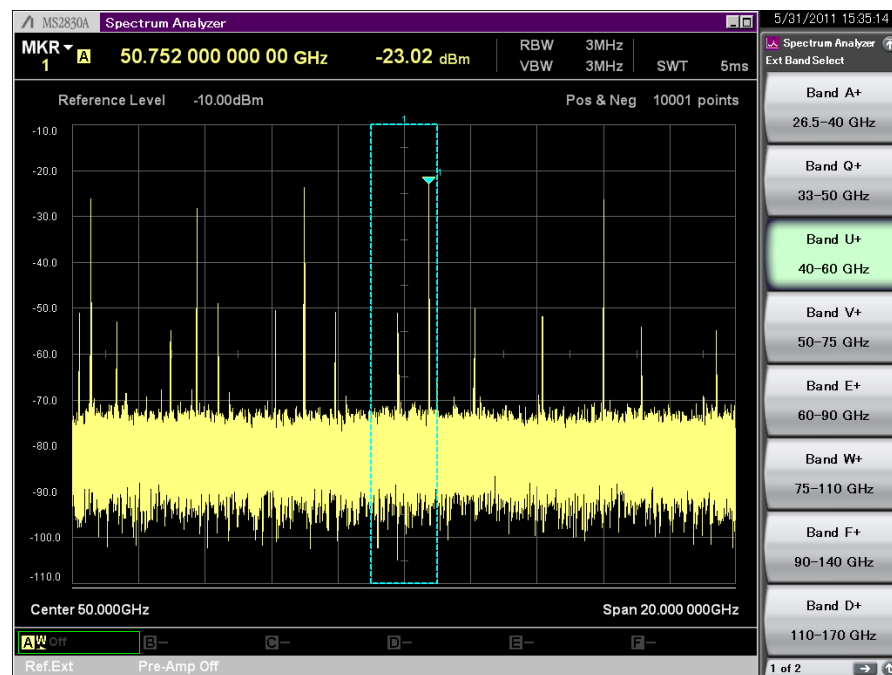 MS2830A Spectrum Analyzer 5/31/2011 15:35:14
MKR A 50.752 000 000 00 GHz -23.02 dBm RBW 3MHz
1 VBW 3MHz SWT 5ms
Spectrum Analyzer
Ext Band Select
Reference Level -10.00dBm Pos & Neg 10001 points
1
1
-10.0
-20.0
-30.0
-40.0
-50.0
-60.0
-70.0
-80.0
-90.0
-100.0
-110.0
Center 50.000GHz Span 20.000 000GHz
A W Off B- C- D- E- F-
Ref.Ext Pre-Amp Off
Band A+
26.5-40 GHz
Band Q+
33-50 GHz
Band U+
40-60 GHz
Band V+
50-75 GHz
Band E+
60-90 GHz
Band W+
75-110 GHz
Band F+
90-140 GHz
Band D+
110-170 GHz
1 of 2